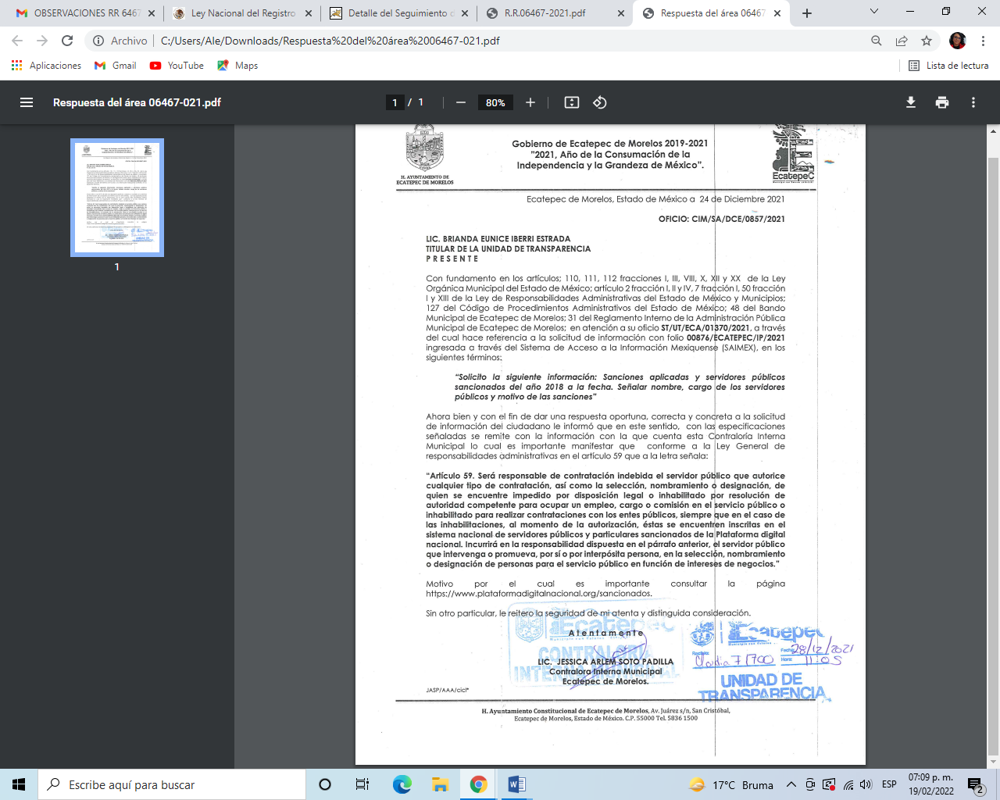 OBSERVACIONES RR 6467
Ley Nacional del Registro
Detalle del Seguimiento d
R.R.06467-2021.pdf
Respuesta del área 06467
Archivo
C:/Users/Ale/Downloads/Respuesta%20del%20área%2006467-021.pdf
Aplicaciones
Gmail
YouTube
Maps
Lista de lectura
Respuesta del área 06467-021.pdf
1 / 1
80%
1
H. AYUNTAMIENTO DE
ECATEPEC DE MORELOS
Gobierno de Ecatepec de Morelos 2019-2021
"2021, Año de la Consumación de la
Independencia y la Grandeza de México".
EcatepeC
Ecatepec de Morelos, Estado de México a 24 de Diciembre 2021
OFICIO: CIM/SA/DCE/0857/2021
LIC. BRIANDA EUNICE IBERRI ESTRADA
TITULAR DE LA UNIDAD DE TRANSPARENCIA
P R E S E N T E
Con fundamento en los artículos; 110, 111, 112 fracciones I, III, VIII, X, XII y XX de la Ley
Orgánica Municipal del Estado de México; artículo 2 fracción I, II y IV, 7 fracción I, 50 fracción
I y XIII de la Ley de Responsabilidades Administrativas del Estado de México y Municipios;
127 del Código de Procedimientos Administrativos del Estado de México; 48 del Bando
Municipal de Ecatepec de Morelos; 31 del Reglamento Interno de la Administración Pública
Municipal de Ecatepec de Morelos; en atención a su oficio ST/UT/ECA/01370/2021, a través
del cual hace referencia a la solicitud de información con folio 00876/ECATEPEC/IP/2021
ingresada a través del Sistema de Acceso a la Información Mexiquense (SAIMEX), en los
siguientes términos:
"Solicito la siguiente información: Sanciones aplicadas y servidores públicos
sancionados del año 2018 a la fecha. Señalar nombre, cargo de los servidores
públicos y motivo de las sanciones"
Ahora bien y con el fin de dar una respuesta oportuna, correcta y concreta a la solicitud
de información del ciudadano le informó que en este sentido, con las especificaciones
señaladas se remite con la información con la que cuenta esta Contraloría Interna
Municipal lo cual es importante manifestar que conforme a la Ley General de
responsabilidades administrativas en el artículo 59 que a la letra señala:
"Artículo 59. Será responsable de contratación indebida el servidor público que autorice
cualquier tipo de contratación, así como la selección, nombramiento o designación, de
quien se encuentre impedido por disposición legal o inhabilitado por resolución de
autoridad competente para ocupar un empleo, cargo o comisión en el servicio público o
inhabilitado para realizar contrataciones con los entes públicos, siempre que en el caso de
las inhabilitaciones, al momento de la autorización, éstas se encuentren inscritas en el
sistema nacional de servidores públicos y particulares sancionados de la Plataforma digital
nacional. Incurrirá en la responsabilidad dispuesta en el párrafo anterior, el servidor público
que intervenga o promueva, por sí o por interpósita persona, en la selección, nombramiento
o designación de personas para el servicio público en función de intereses de negocios."
Motivo por el cual es importante consultar la página
https://www.plataformadigitalnacional.org/sancionados.
Sin otro particular, le reitero la seguridad de mi atenta y distinguida consideración.
Ecatepec
CONTRALORÍA
INTERNA MUNICIPAL
A t e n t a m e n t e
LIC. JESSICA ARLEM SOTO PADILLA
Contralora Interna Municipal
Ecatepec de Morelos.
Ecatepec
Fecha: 28/12/2021
Hora: 11:05
UNIDAD DE
TRANSPARENCIA
JASP/AAA/cicl*
H. Ayuntamiento Constitucional de Ecatepec de Morelos, Av. Juárez s/n, San Cristóbal,
Ecatepec de Morelos, Estado de México. C.P. 55000 Tel. 5836 1500
Escribe aquí para buscar
17°C Bruma
ESP
07:09 p. m.
19/02/2022
2